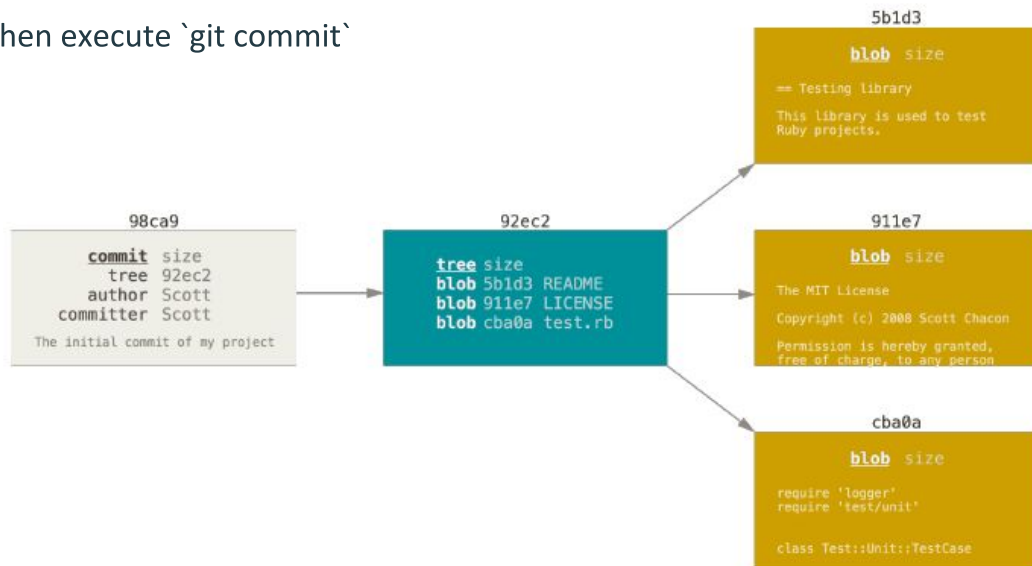 hen execute `git commit`
5b1d3
blob size
== Testing library
This library is used to test
Ruby projects.
98ca9
commit size
tree 92ec2
author Scott
committer Scott
The initial commit of my project
92ec2
tree size
blob 5b1d3 README
blob 911e7 LICENSE
blob cba0a test.rb
911e7
blob size
The MIT License
Copyright (c) 2008 Scott Chacon
Permission is hereby granted,
free of charge, to any person
cba0a
blob size
require 'logger'
require 'test/unit'
class Test::Unit::TestCase